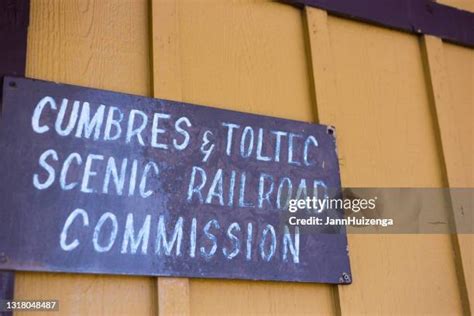 CUMBRES & TOLTEC
SCENIC RAILROAD
COMMISSION
gettyimages
Credit: JannHuizenga
1318048487